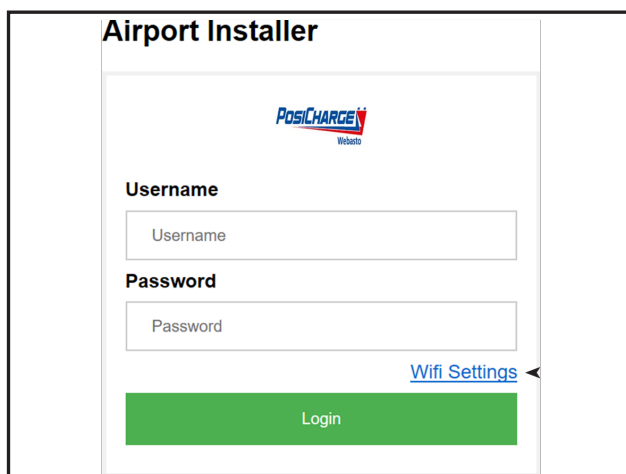 Airport Installer
POSICHARGE
Webasto
Username
Username
Password
Password
Wifi Settings
Login